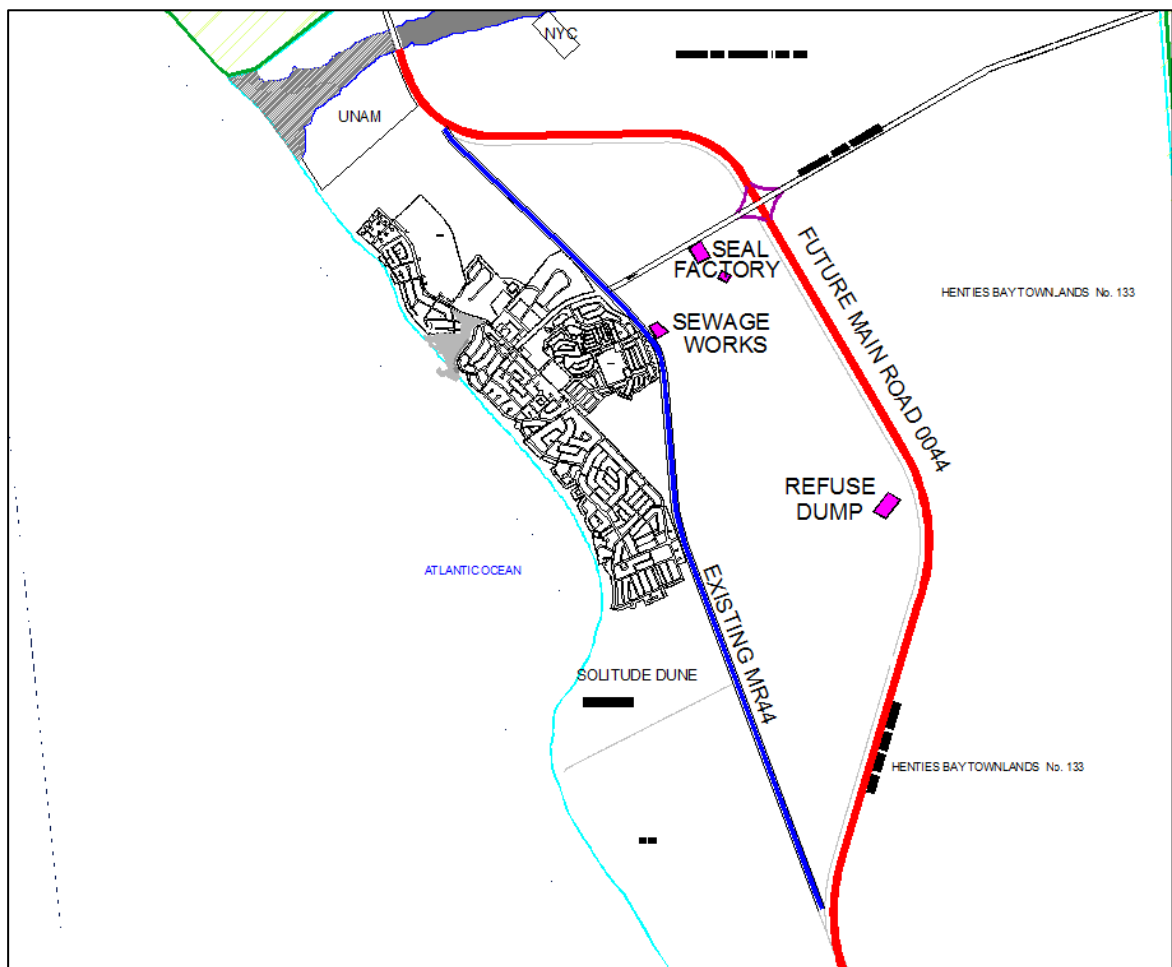 NYC
UNAM
SEAL
FACTORY
FUTURE MAIN ROAD 0044
HENTIES BAY TOWNLANDS No. 133
SEWAGE
WORKS
REFUSE
DUMP
ATLANTIC OCEAN
EXISTING MR44
SOLITUDE DUNE
HENTIES BAY TOWNLANDS No. 133